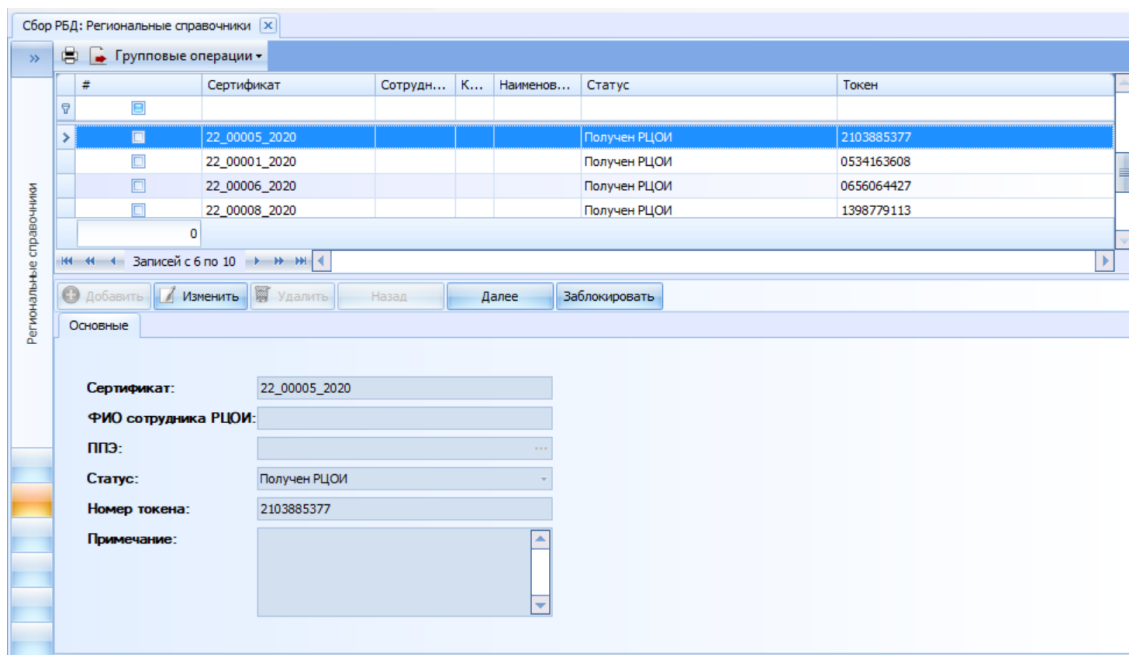 Сбор РБД: Региональные справочники
Групповые операции
# Сертификат Сотрудн... К... Наименов... Статус Токен
22_00005_2020 Получен РЦОИ 2103885377
22_00001_2020 Получен РЦОИ 0534163608
22_00006_2020 Получен РЦОИ 0656064427
22_00008_2020 Получен РЦОИ 1398779113
0
Записей с 6 по 10
Добавить Изменить Удалить Назад Далее Заблокировать
Региональные справочники
Основные
Сертификат: 22_00005_2020
ФИО сотрудника РЦОИ:
ППЭ: ...
Статус: Получен РЦОИ
Номер токена: 2103885377
Примечание: